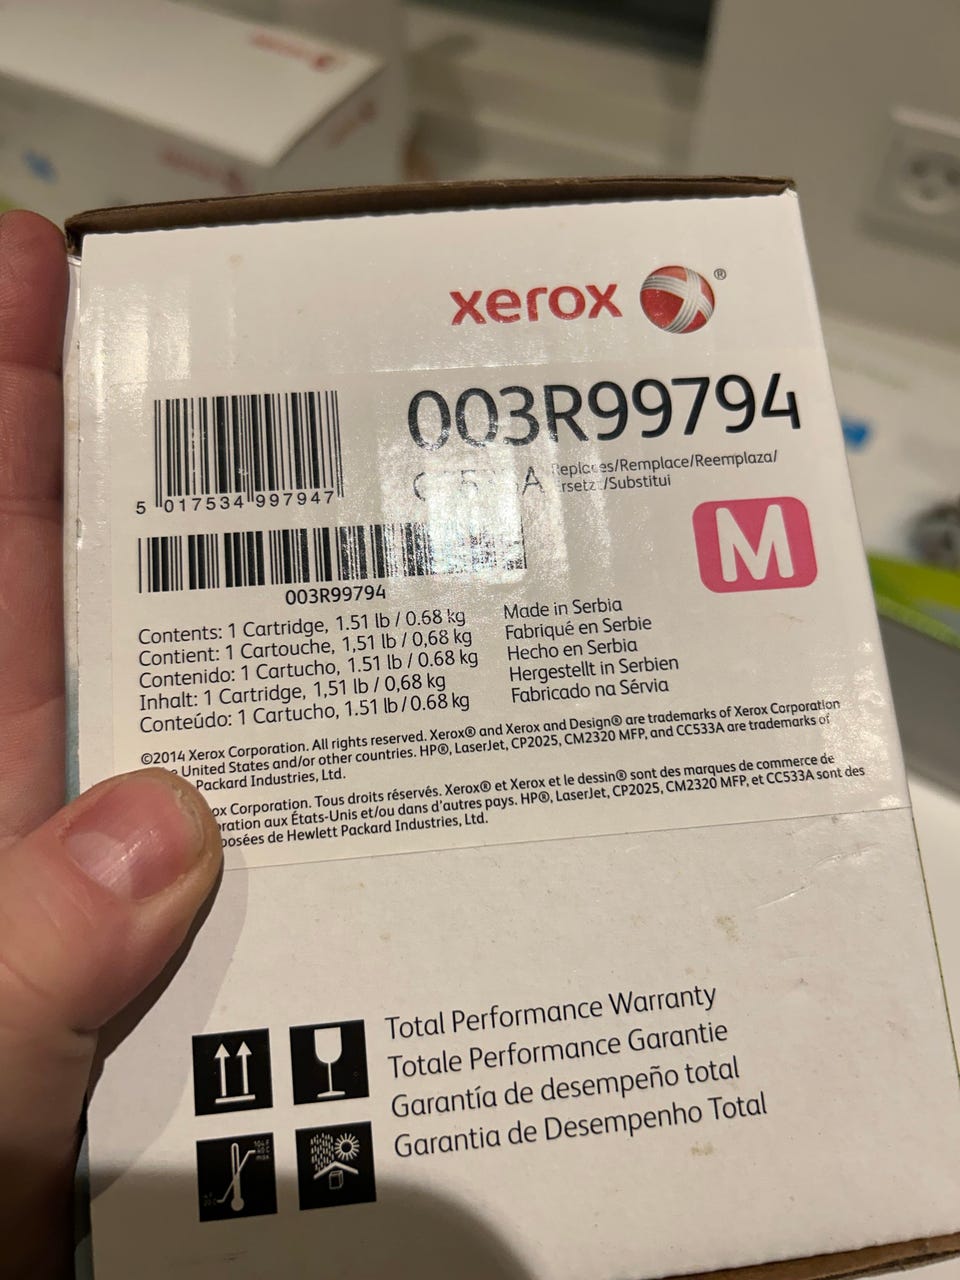 xerox ®
003R99794
Replaces/Remplace/Reemplaza/
/Substitui
M
5 017534 997947
003R99794
Contents: 1 Cartridge, 1.51 lb / 0.68 kg
Contient: 1 Cartouche, 1,51 lb / 0,68 kg
Contenido: 1 Cartucho, 1.51 lb / 0.68 kg
Inhalt: 1 Cartridge, 1,51 lb / 0,68 kg
Conteúdo: 1 Cartucho, 1.51 lb / 0.68 kg
Made in Serbia
Fabriqué en Serbie
Hecho en Serbia
Hergestellt in Serbien
Fabricado na Sérvia
©2014 Xerox Corporation. All rights reserved. Xerox® and Xerox and Design® are trademarks of Xerox Corporation
United States and/or other countries. HP®, LaserJet, CP2025, CM2320 MFP, and CC533A are trademarks of
Packard Industries, Ltd.
Corporation. Tous droits réservés. Xerox® et Xerox et le dessin® sont des marques de commerce de
aux États-Unis et/ou dans d'autres pays. HP®, LaserJet, CP2025, CM2320 MFP, et CC533A sont des
de Hewlett Packard Industries, Ltd.
Total Performance Warranty
Totale Performance Garantie
Garantía de desempeño total
Garantia de Desempenho Total